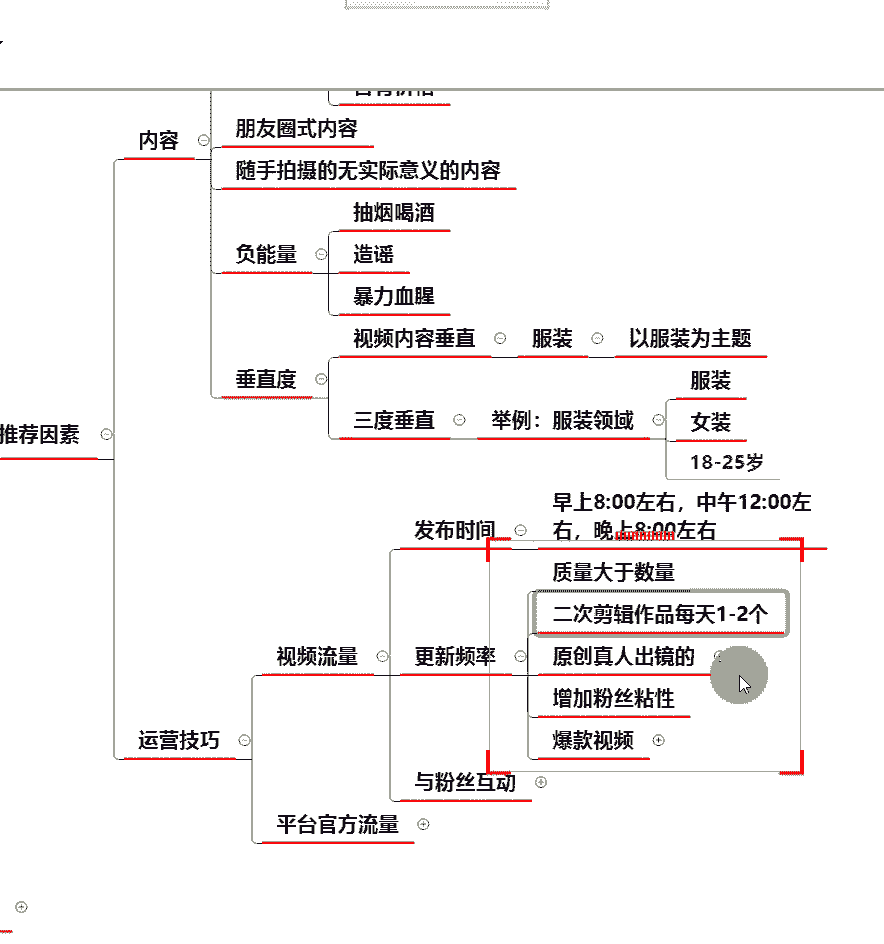 内容
朋友圈式内容
随手拍摄的无实际意义的内容
负能量
抽烟喝酒
造谣
暴力血腥
垂直度
视频内容垂直
服装
以服装为主题
三度垂直
举例：服装领域
服装
女装
18-25岁
推荐因素
运营技巧
视频流量
发布时间
早上8:00左右，中午12:00左
右，晚上8:00左右
更新频率
质量大于数量
二次剪辑作品每天1-2个
原创真人出镜的
增加粉丝粘性
爆款视频
与粉丝互动
平台官方流量